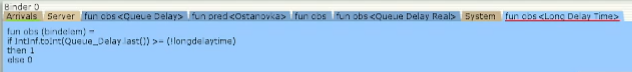 Binder 0
Arrivals Server fun obs <Queue Delay> fun pred <Ostanovka> fun obs fun obs <Queue Delay Real> System fun obs <Long Delay Time>
fun obs (bindelem) =
if IntInf.toInt(Queue_Delay.last()) >= (!longdelaytime)
then 1
else 0